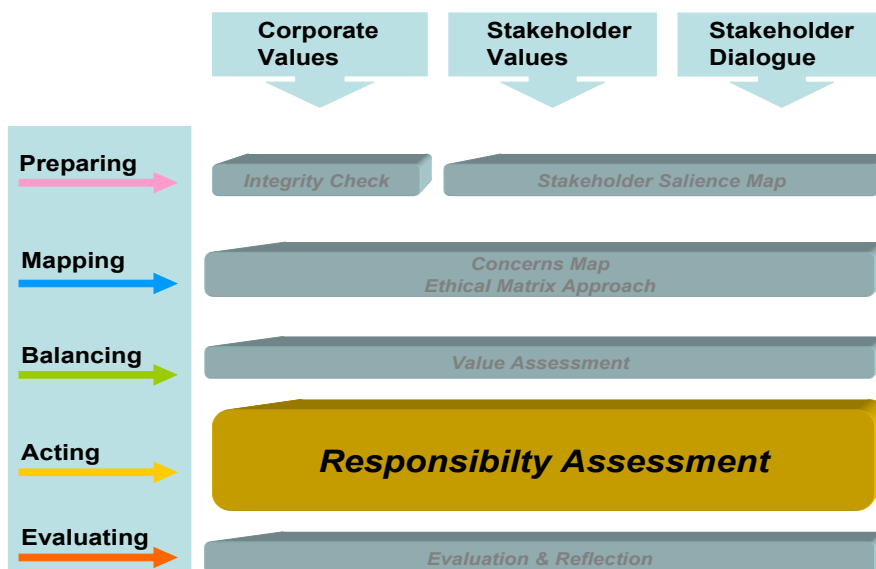 Corporate
Values
Stakeholder
Values
Stakeholder
Dialogue
Preparing
Integrity Check
Stakeholder Salience Map
Mapping
Concerns Map
Ethical Matrix Approach
Balancing
Value Assessment
Acting
Responsibilty Assessment
Evaluating
Evaluation & Reflection